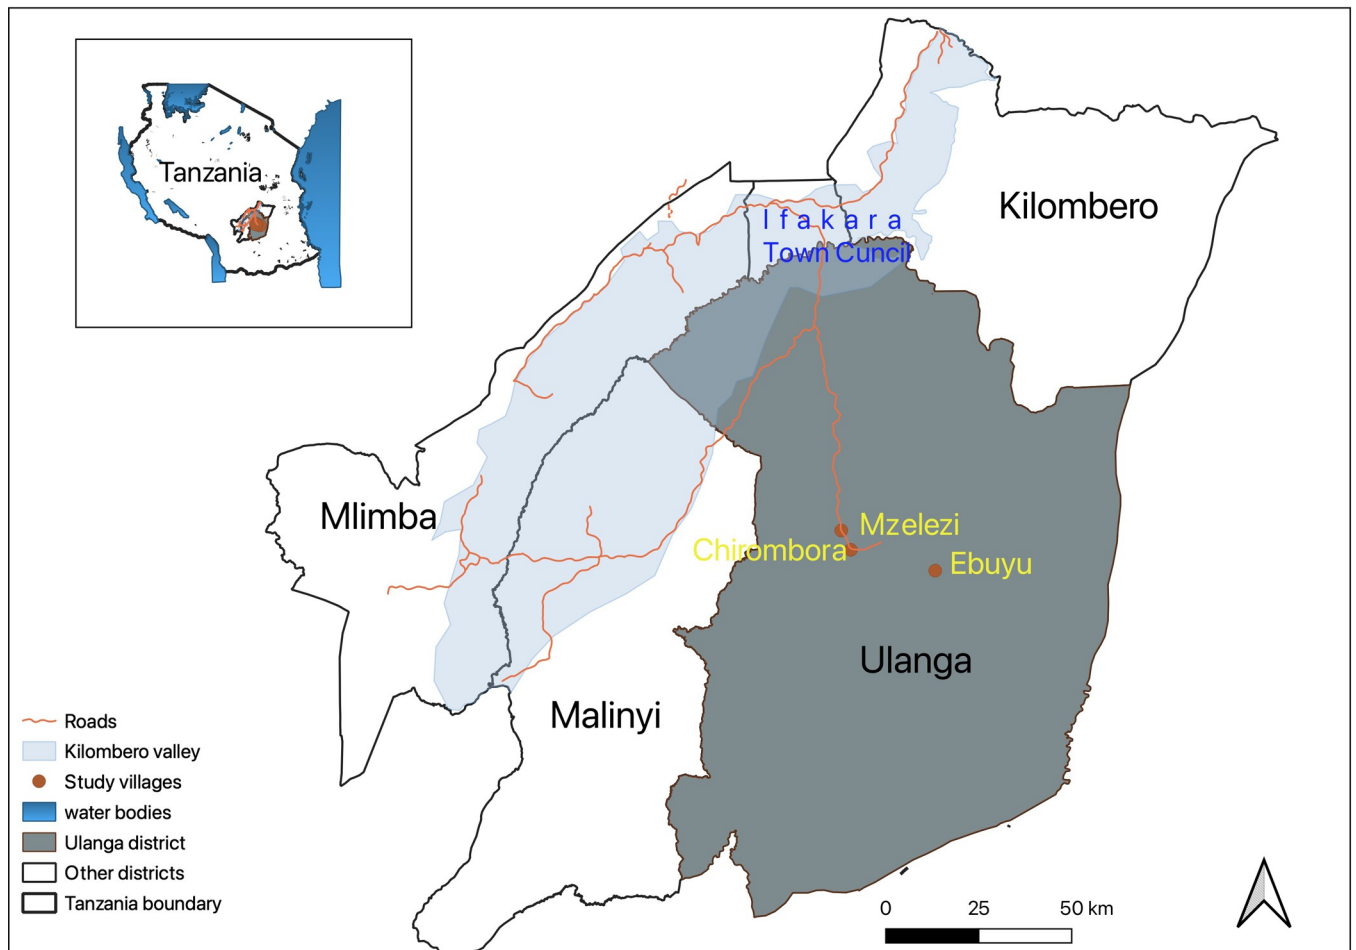 Tanzania
Kilombero
I f a k a r a
Town Cuncil
Mlimba
Mzelezi
Chirombora
Ebuyu
Ulanga
Malinyi
Roads
Kilombero valley
Study villages
water bodies
Ulanga district
Other districts
Tanzania boundary
0 25 50 km